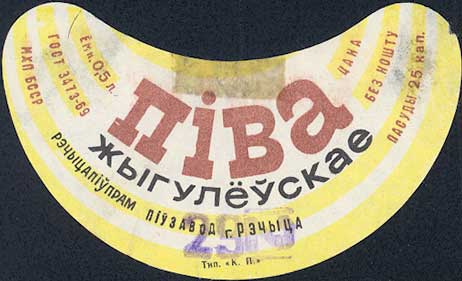 МХП БССР
ГОСТ 3473-69
Ёмк. 0,5 л.
піва
жыгулёўскае
ЦАНА
БЕЗ КОШТУ
ПАСУДЫ 25 кап.
РЭЧЫЦАПІЎПРАМ ПІЎЗАВОД г. РЭЧЫЦА
Тип. «К. П.»